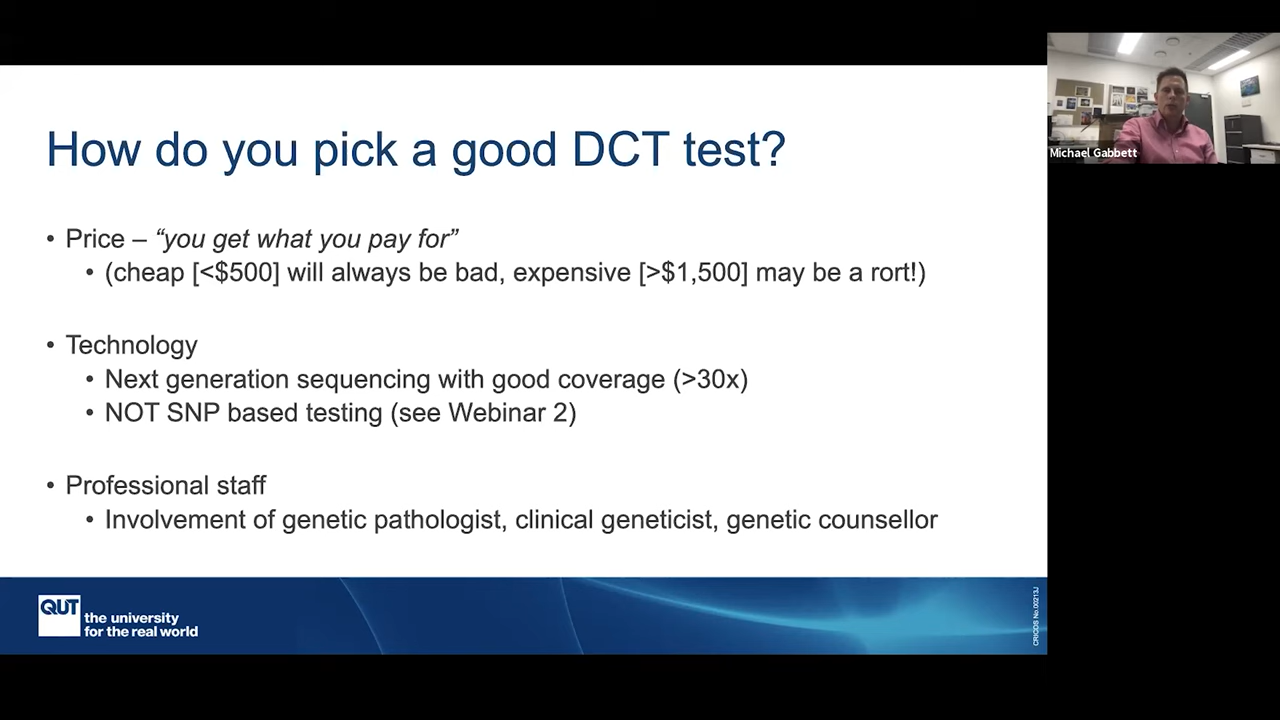 How do you pick a good DCT test?
• Price – “you get what you pay for”
• (cheap [<$500] will always be bad, expensive [>$1,500] may be a rort!)
• Technology
• Next generation sequencing with good coverage (>30x)
• NOT SNP based testing (see Webinar 2)
• Professional staff
• Involvement of genetic pathologist, clinical geneticist, genetic counsellor
QUT
the university
for the real world
CRICOS No.00213J
Michael Gabbett